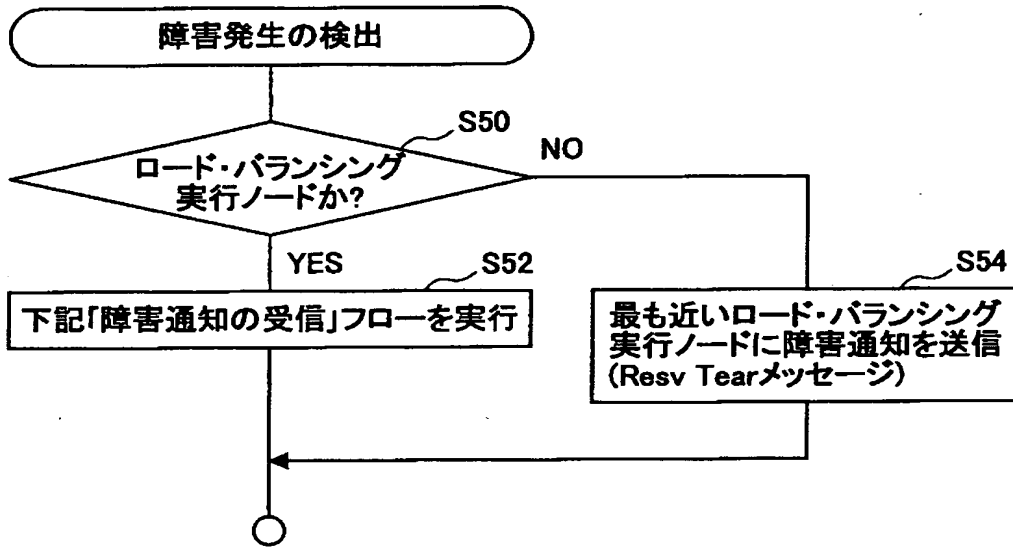 障害発生の検出
S50
ロード・バランシング
実行ノードか?
NO
YES
S52
下記「障害通知の受信」フローを実行
S54
最も近いロード・バランシング
実行ノードに障害通知を送信
(Resv Tearメッセージ)